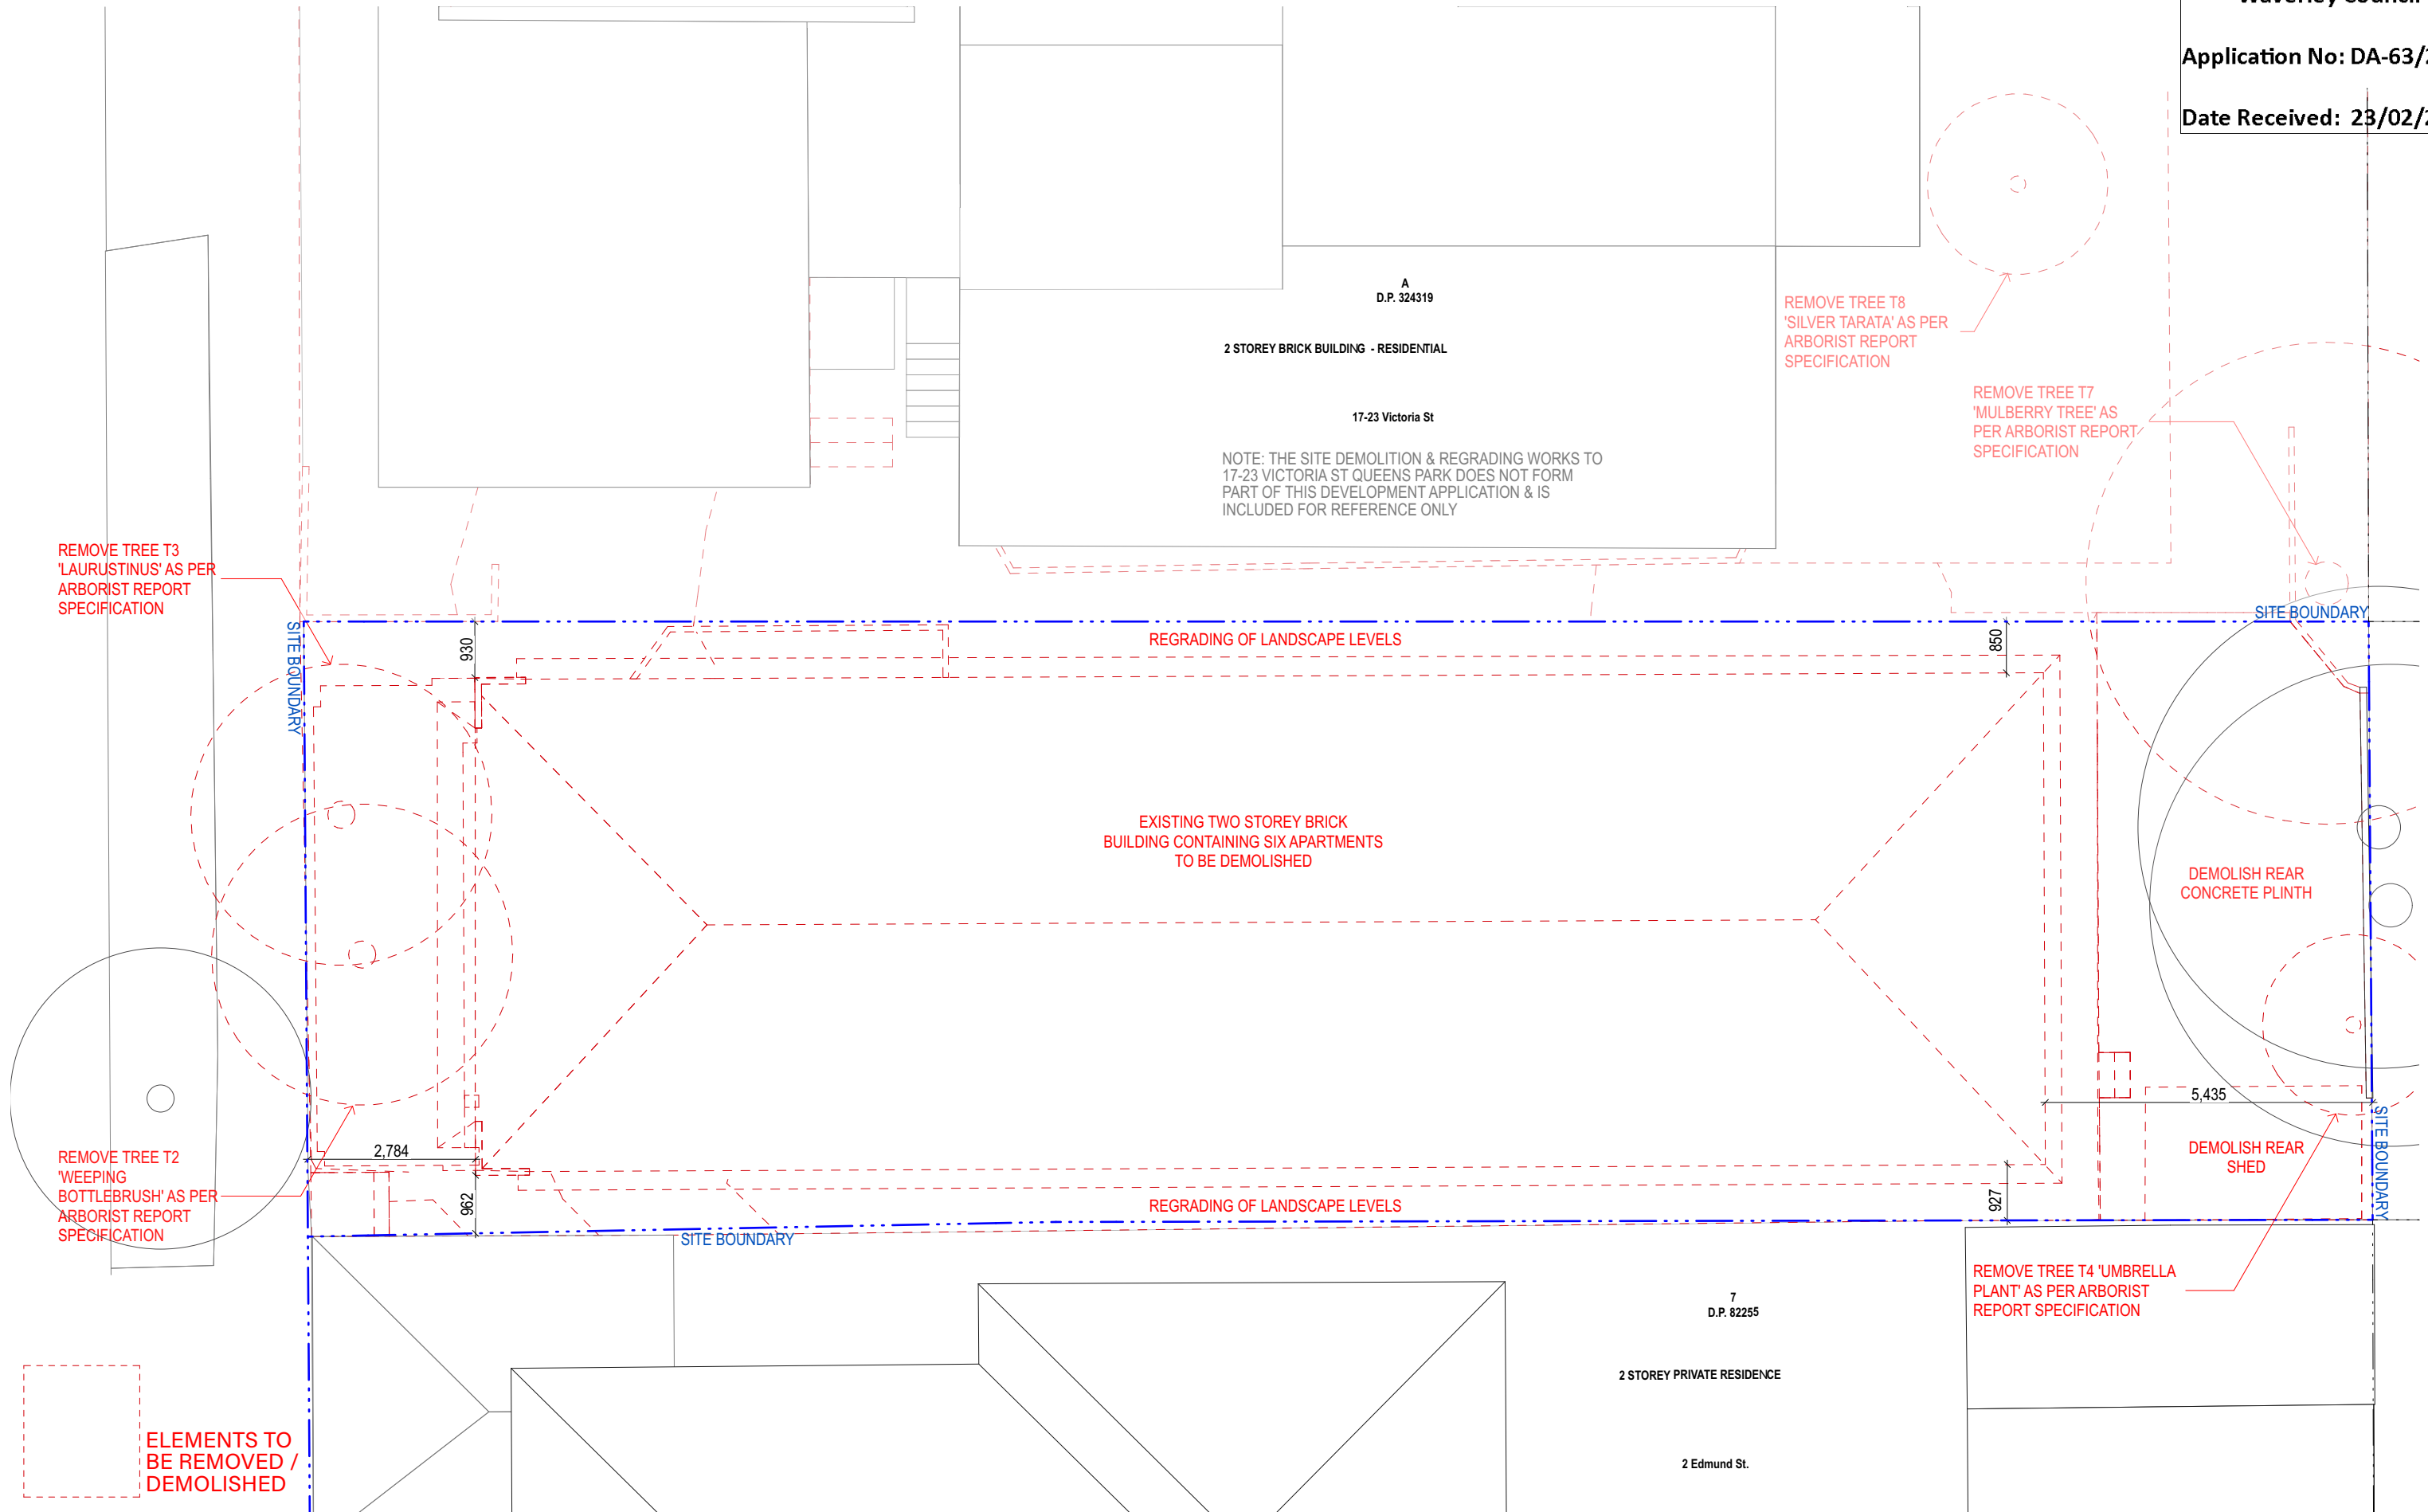 Waverley Council
Application No: DA-63/2
Date Received: 23/02/2
A
D.P. 324319
2 STOREY BRICK BUILDING - RESIDENTIAL
17-23 Victoria St
NOTE: THE SITE DEMOLITION & REGRADING WORKS TO
17-23 VICTORIA ST QUEENS PARK DOES NOT FORM
PART OF THIS DEVELOPMENT APPLICATION & IS
INCLUDED FOR REFERENCE ONLY
REMOVE TREE T8
'SILVER TARATA' AS PER
ARBORIST REPORT
SPECIFICATION
REMOVE TREE T7
'MULBERRY TREE' AS
PER ARBORIST REPORT
SPECIFICATION
REMOVE TREE T3
'LAURUSTINUS' AS PER
ARBORIST REPORT
SPECIFICATION
SITE BOUNDARY
SITE BOUNDARY
930
REGRADING OF LANDSCAPE LEVELS
850
EXISTING TWO STOREY BRICK
BUILDING CONTAINING SIX APARTMENTS
TO BE DEMOLISHED
DEMOLISH REAR
CONCRETE PLINTH
5,435
2,784
REMOVE TREE T2
'WEEPING
BOTTLEBRUSH' AS PER
ARBORIST REPORT
SPECIFICATION
962
REGRADING OF LANDSCAPE LEVELS
927
DEMOLISH REAR
SHED
SITE BOUNDARY
SITE BOUNDARY
REMOVE TREE T4 'UMBRELLA
PLANT' AS PER ARBORIST
REPORT SPECIFICATION
7
D.P. 82255
2 STOREY PRIVATE RESIDENCE
2 Edmund St.
ELEMENTS TO
BE REMOVED /
DEMOLISHED